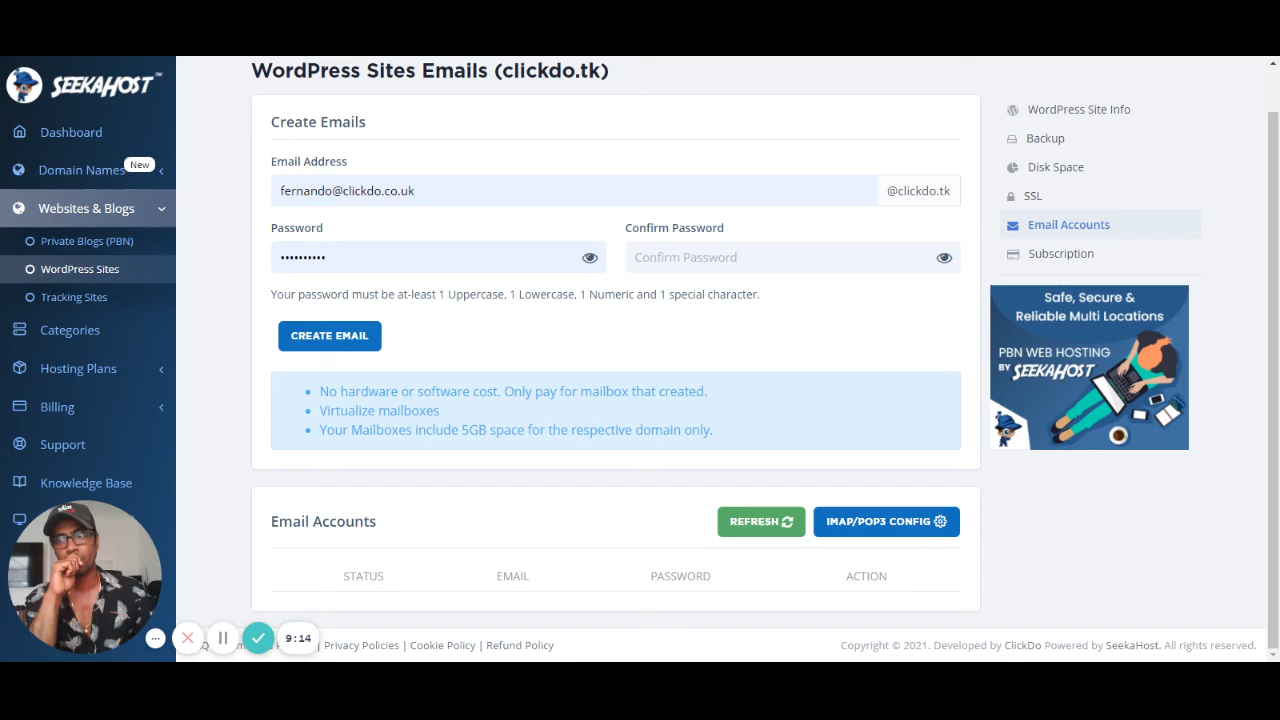 SEEKAHOST™
Dashboard
Domain Names
New
Websites & Blogs
Private Blogs (PBN)
WordPress Sites
Tracking Sites
Categories
Hosting Plans
Billing
Support
Knowledge Base
WordPress Sites Emails (clickdo.tk)
Create Emails
Email Address
fernando@clickdo.co.uk
@clickdo.tk
Password
Confirm Password
••••••••••
Confirm Password
Your password must be at-least 1 Uppercase, 1 Lowercase, 1 Numeric and 1 special character.
CREATE EMAIL
• No hardware or software cost. Only pay for mailbox that created.
• Virtualize mailboxes
• Your Mailboxes include 5GB space for the respective domain only.
Email Accounts
REFRESH
IMAP/POP3 CONFIG
STATUS EMAIL PASSWORD ACTION
WordPress Site Info
Backup
Disk Space
SSL
Email Accounts
Subscription
Safe, Secure &
Reliable Multi Locations
PBN WEB HOSTING
BY SEEKAHOST
9:14
| Privacy Policies | Cookie Policy | Refund Policy
Copyright © 2021. Developed by ClickDo Powered by SeekaHost. All rights reserved.